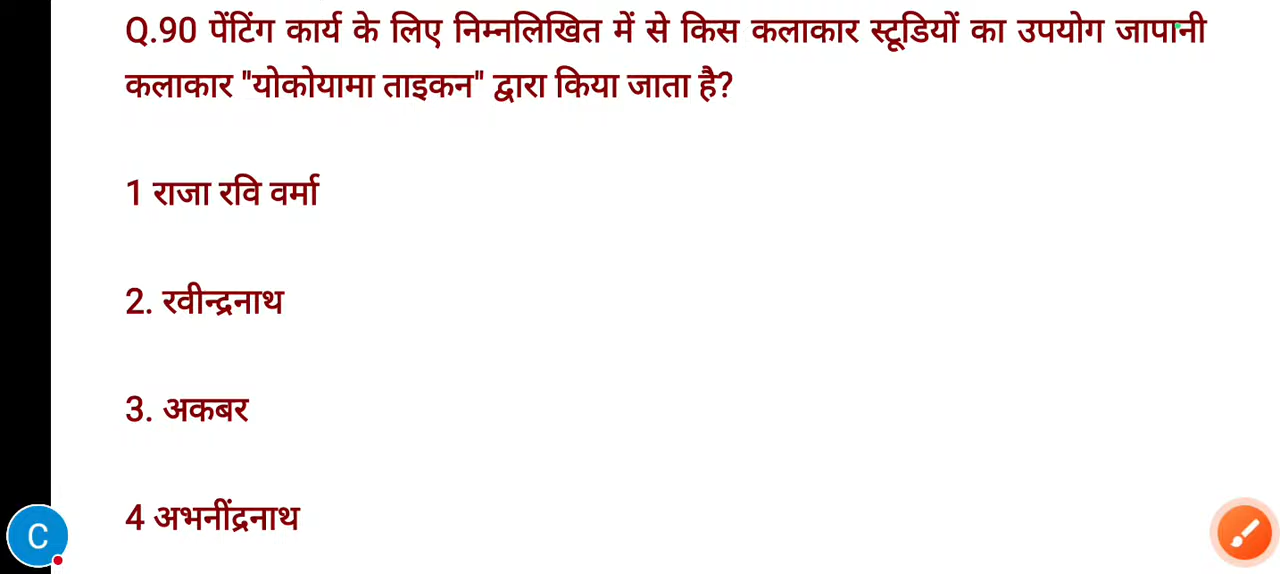 Q.90 पेंटिंग कार्य के लिए निम्नलिखित में से किस कलाकार स्टूडियों का उपयोग जापानी
कलाकार "योकोयामा ताइकन" द्वारा किया जाता है?
1 राजा रवि वर्मा
2. रवीन्द्रनाथ
3. अकबर
4 अभनींद्रनाथ
C